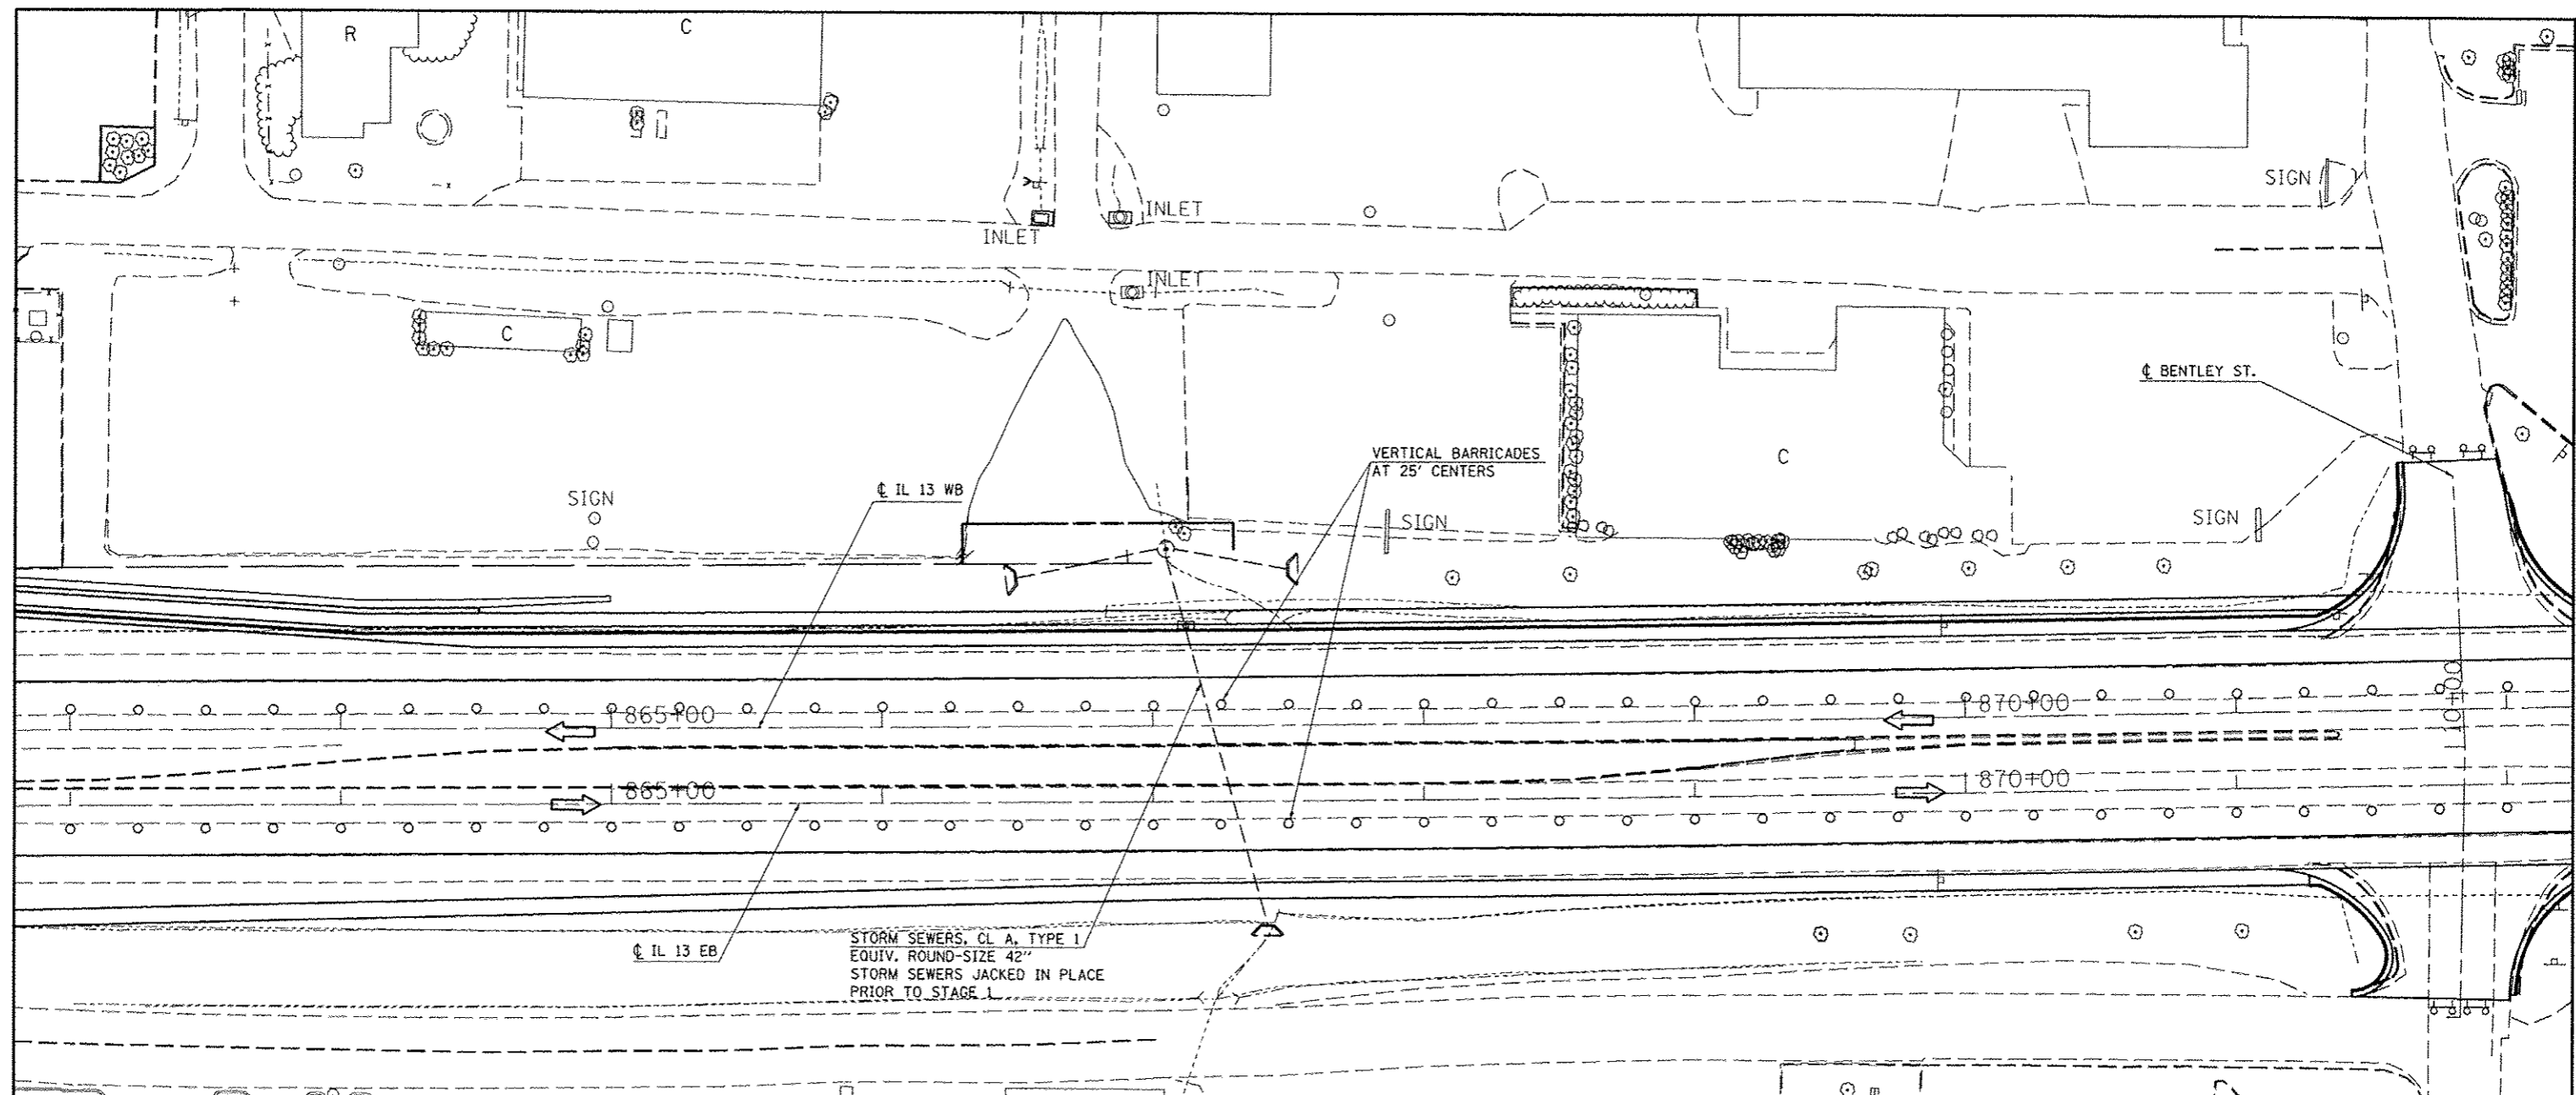 R
C
SIGN
INLET
INLET
INLET
C
℄ BENTLEY ST.
VERTICAL BARRICADES
AT 25' CENTERS
C
℄ IL 13 WB
SIGN
SIGN
SIGN
865+00
870+00
10+00
865+00
870+00
℄ IL 13 EB
STORM SEWERS, CL A, TYPE 1
EQUIV. ROUND-SIZE 42"
STORM SEWERS JACKED IN PLACE
PRIOR TO STAGE 1